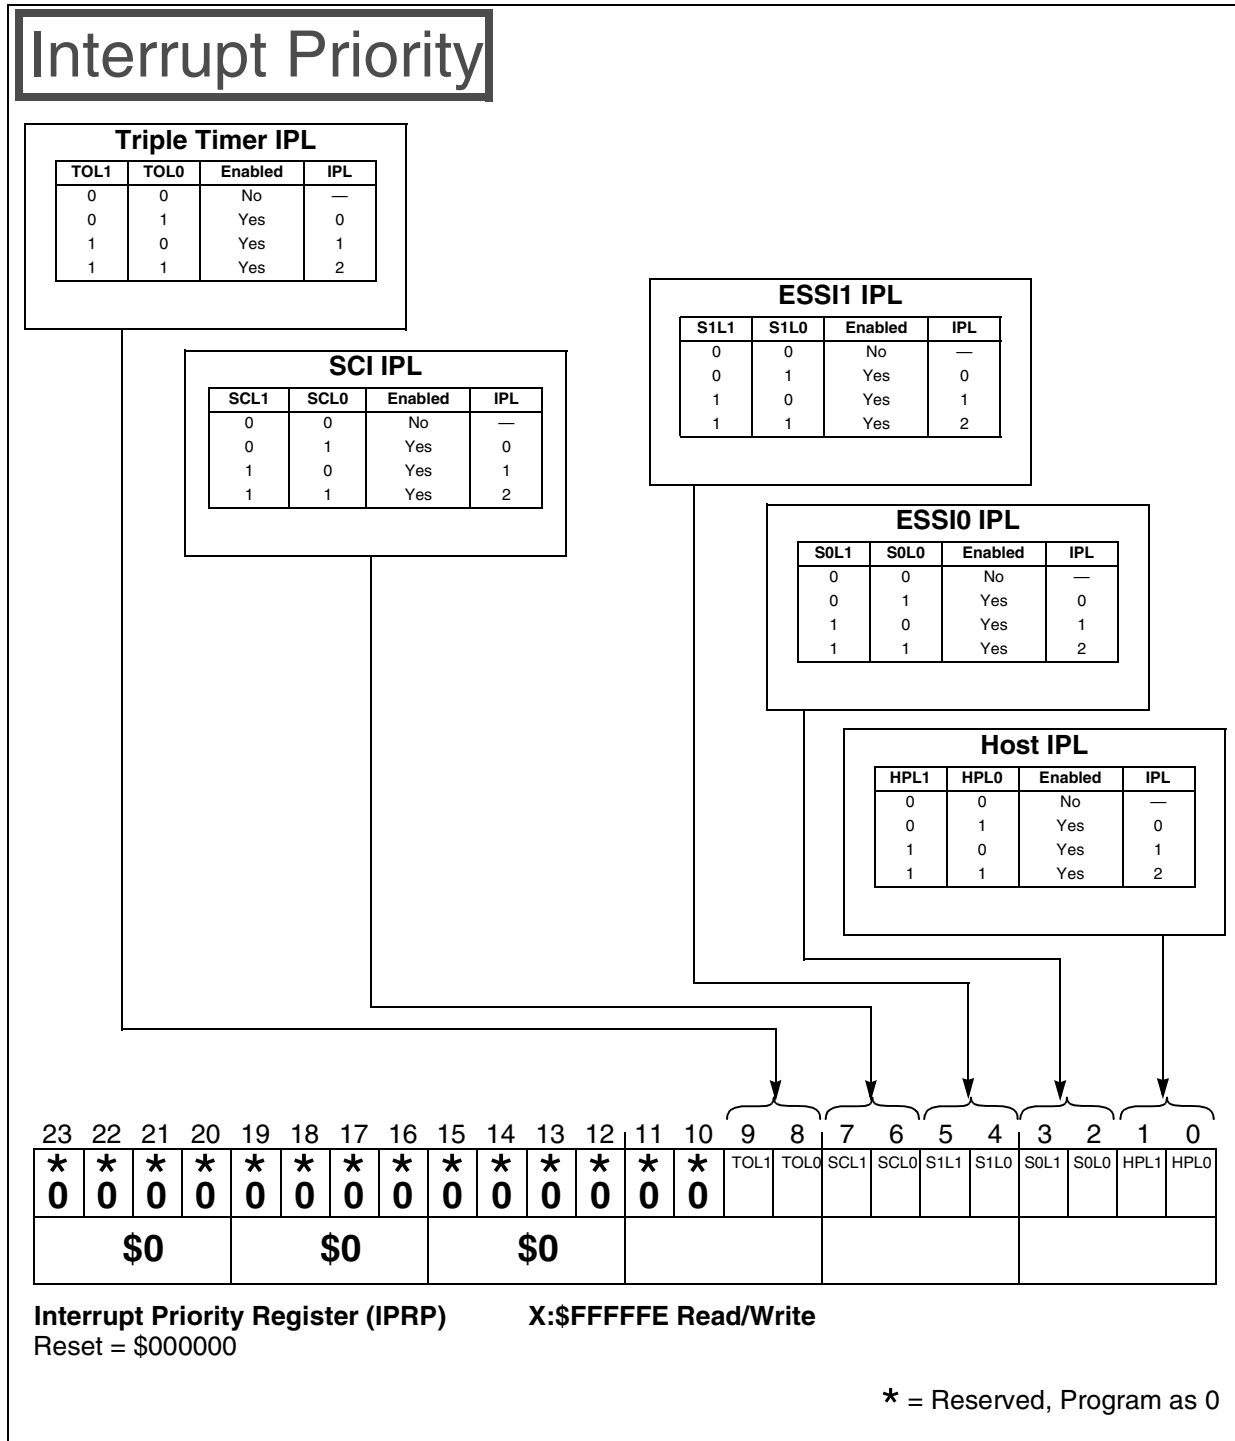 Interrupt Priority
Triple Timer IPL
TOL1 TOL0 Enabled IPL
0 0 No —
0 1 Yes 0
1 0 Yes 1
1 1 Yes 2
ESSI1 IPL
S1L1 S1L0 Enabled IPL
0 0 No —
0 1 Yes 0
1 0 Yes 1
1 1 Yes 2
SCI IPL
SCL1 SCL0 Enabled IPL
0 0 No —
0 1 Yes 0
1 0 Yes 1
1 1 Yes 2
ESSI0 IPL
S0L1 S0L0 Enabled IPL
0 0 No —
0 1 Yes 0
1 0 Yes 1
1 1 Yes 2
Host IPL
HPL1 HPL0 Enabled IPL
0 0 No —
0 1 Yes 0
1 0 Yes 1
1 1 Yes 2
23 22 21 20 19 18 17 16 15 14 13 12 11 10 9 8 7 6 5 4 3 2 1 0
* * * * * * * * * * * * * * TOL1 TOL0 SCL1 SCL0 S1L1 S1L0 S0L1 S0L0 HPL1 HPL0
0 0 0 0 0 0 0 0 0 0 0 0 0 0
$0 $0 $0
Interrupt Priority Register (IPRP) X:$FFFFFE Read/Write
Reset = $000000
* = Reserved, Program as 0